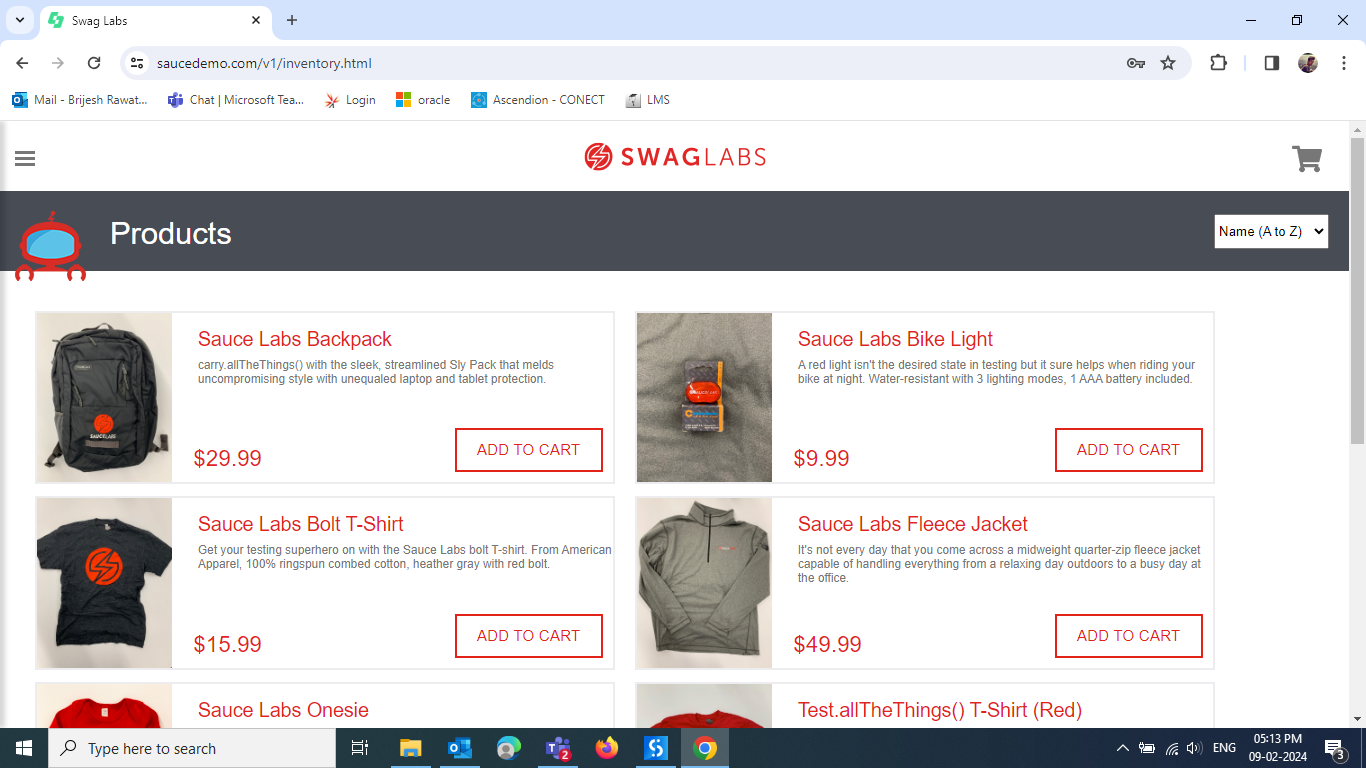 Swag Labs
saucedemo.com/v1/inventory.html
Mail - Brijesh Rawat...
Chat | Microsoft Tea...
Login
oracle
Ascendion - CONECT
LMS
SWAGLABS
Products
Name (A to Z)
Sauce Labs Backpack
carry.allTheThings() with the sleek, streamlined Sly Pack that melds
uncompromising style with unequaled laptop and tablet protection.
SAUCELABS
$29.99
ADD TO CART
Sauce Labs Bike Light
A red light isn't the desired state in testing but it sure helps when riding your
bike at night. Water-resistant with 3 lighting modes, 1 AAA battery included.
$9.99
ADD TO CART
Sauce Labs Bolt T-Shirt
Get your testing superhero on with the Sauce Labs bolt T-shirt. From American
Apparel, 100% ringspun combed cotton, heather gray with red bolt.
$15.99
ADD TO CART
Sauce Labs Fleece Jacket
It's not every day that you come across a midweight quarter-zip fleece jacket
capable of handling everything from a relaxing day outdoors to a busy day at
the office.
$49.99
ADD TO CART
Sauce Labs Onesie
Test.allTheThings() T-Shirt (Red)
Type here to search
2
ENG
05:13 PM
09-02-2024
3